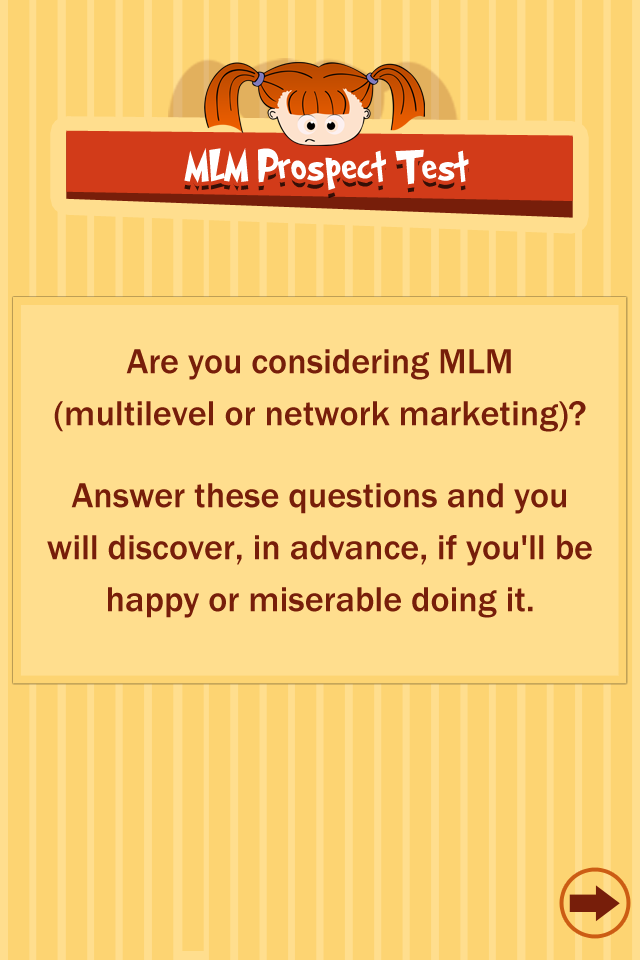 MLM Prospect Test
Are you considering MLM
(multilevel or network marketing)?
Answer these questions and you
will discover, in advance, if you'll be
happy or miserable doing it.